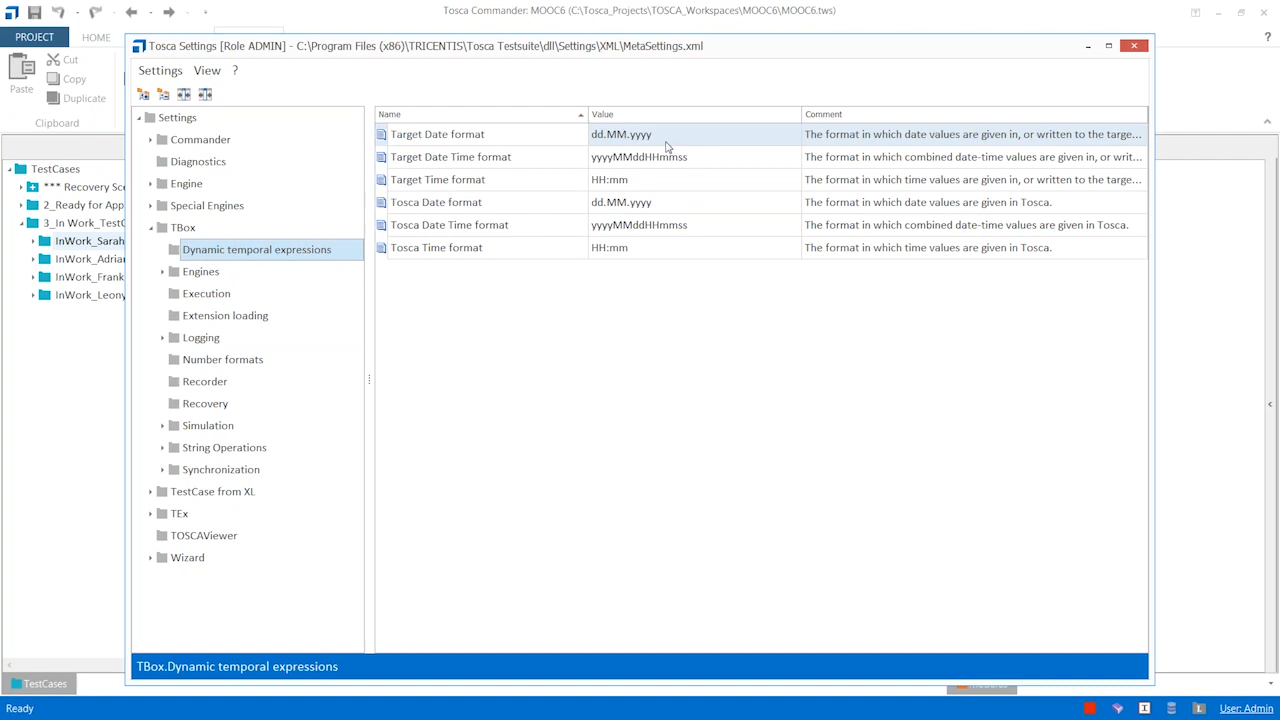 Tosca Commander: MOOC6 (C:\Tosca_Projects\TOSCA_Workspaces\MOOC6\MOOC6.tws)
PROJECT
HOME
?
Paste
Cut
Copy
Duplicate
Clipboard
TestCases
*** Recovery Sce
2_Ready for App
3_In Work_TestC
InWork_Sarah
InWork_Adrian
InWork_Frank
InWork_Leony
Tosca Settings [Role ADMIN] - C:\Program Files (x86)\TRICENTIS\Tosca Testsuite\dll\Settings\XML\MetaSettings.xml
Settings View ?
Settings
Commander
Diagnostics
Engine
Special Engines
TBox
Dynamic temporal expressions
Engines
Execution
Extension loading
Logging
Number formats
Recorder
Recovery
Simulation
String Operations
Synchronization
TestCase from XL
TEx
TOSCAViewer
Wizard
Name Value Comment
Target Date format dd.MM.yyyy The format in which date values are given in, or written to the targe...
Target Date Time format yyyyMMddHHmmss The format in which combined date-time values are given in, or writ...
Target Time format HH:mm The format in which time values are given in, or written to the targe...
Tosca Date format dd.MM.yyyy The format in which date values are given in Tosca.
Tosca Date Time format yyyyMMddHHmmss The format in which combined date-time values are given in Tosca.
Tosca Time format HH:mm The format in which time values are given in Tosca.
TBox.Dynamic temporal expressions
TestCases
Ready
User: Admin